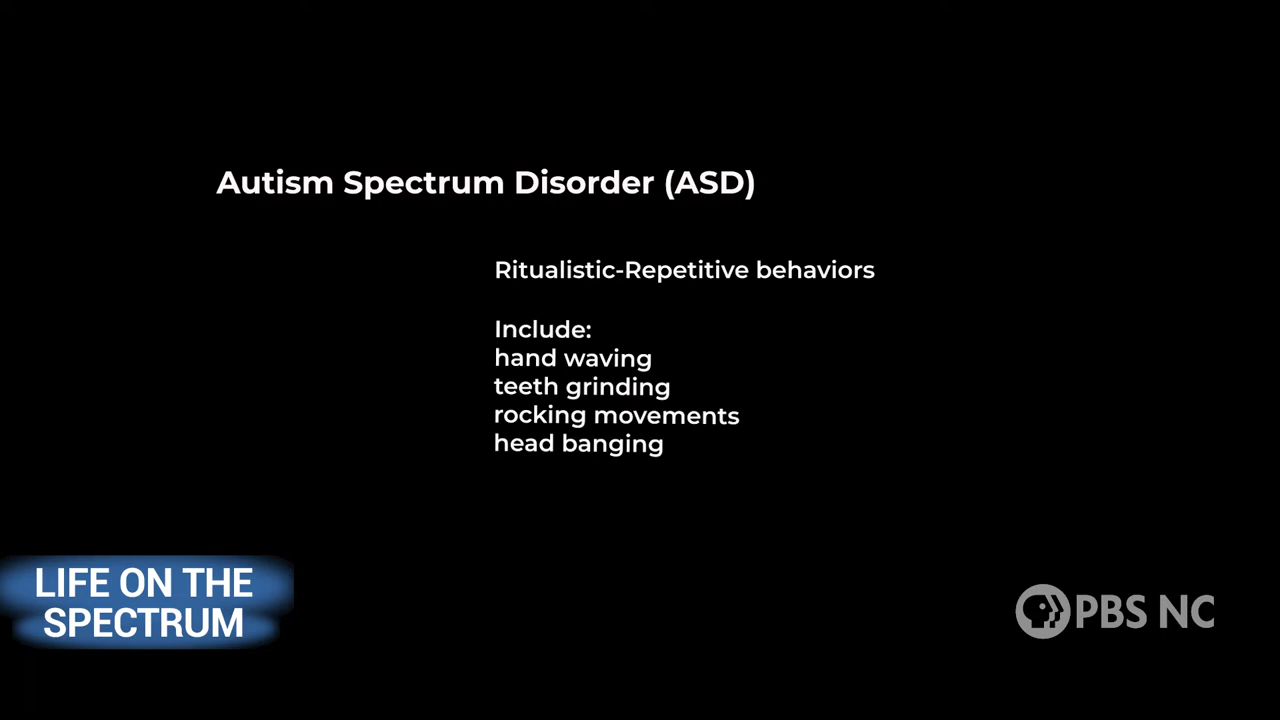 Autism Spectrum Disorder (ASD)
Ritualistic-Repetitive behaviors
Include:
hand waving
teeth grinding
rocking movements
head banging
LIFE ON THE
SPECTRUM
PBS NC